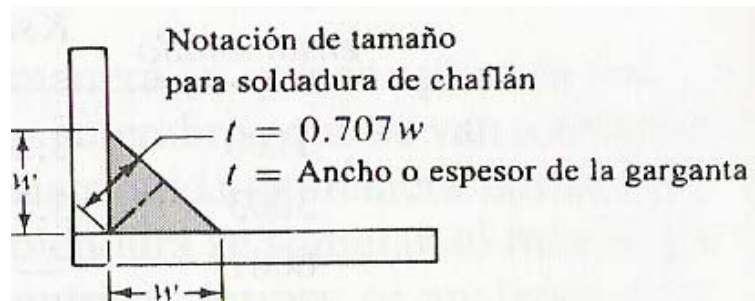 Notación de tamaño
para soldadura de chaflán
t = 0.707 w
t = Ancho o espesor de la garganta
w
w